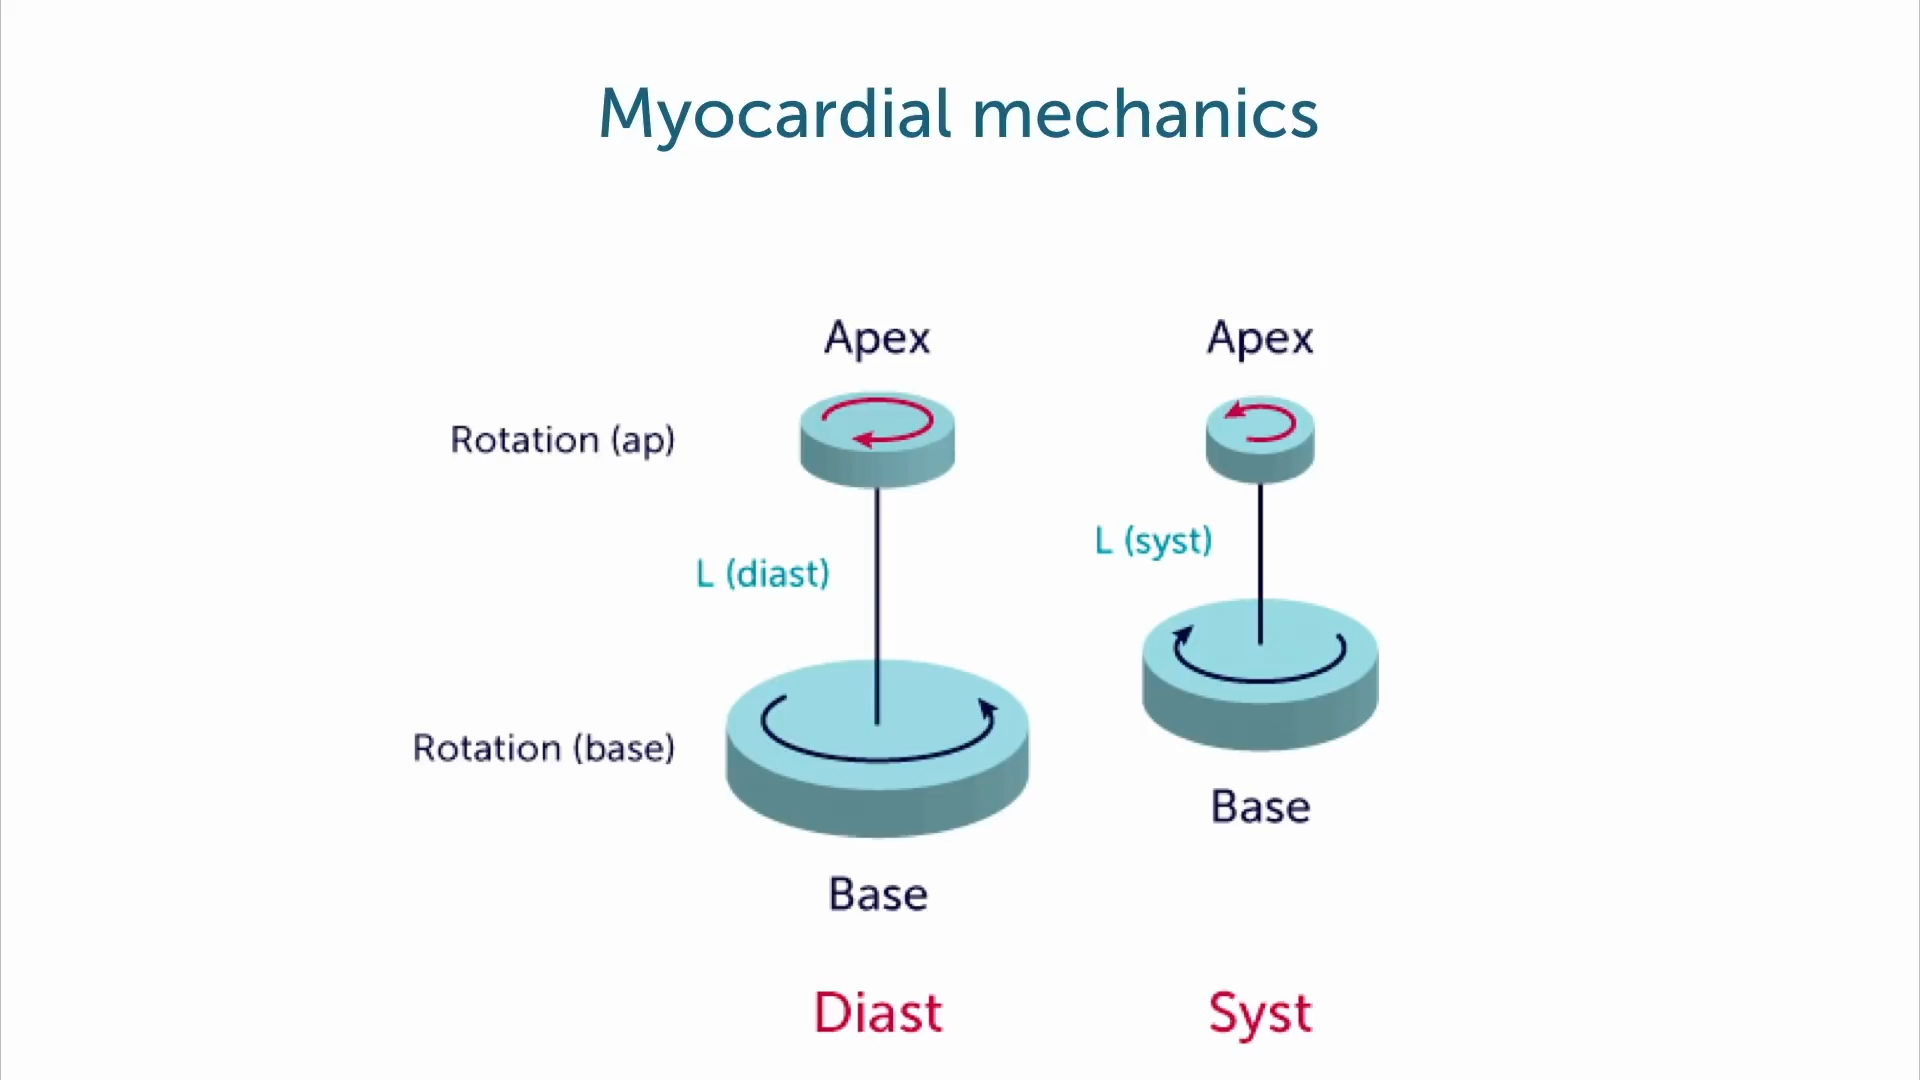 Myocardial mechanics
Apex
Apex
Rotation (ap)
L (syst)
L (diast)
Rotation (base)
Base
Base
Diast
Syst